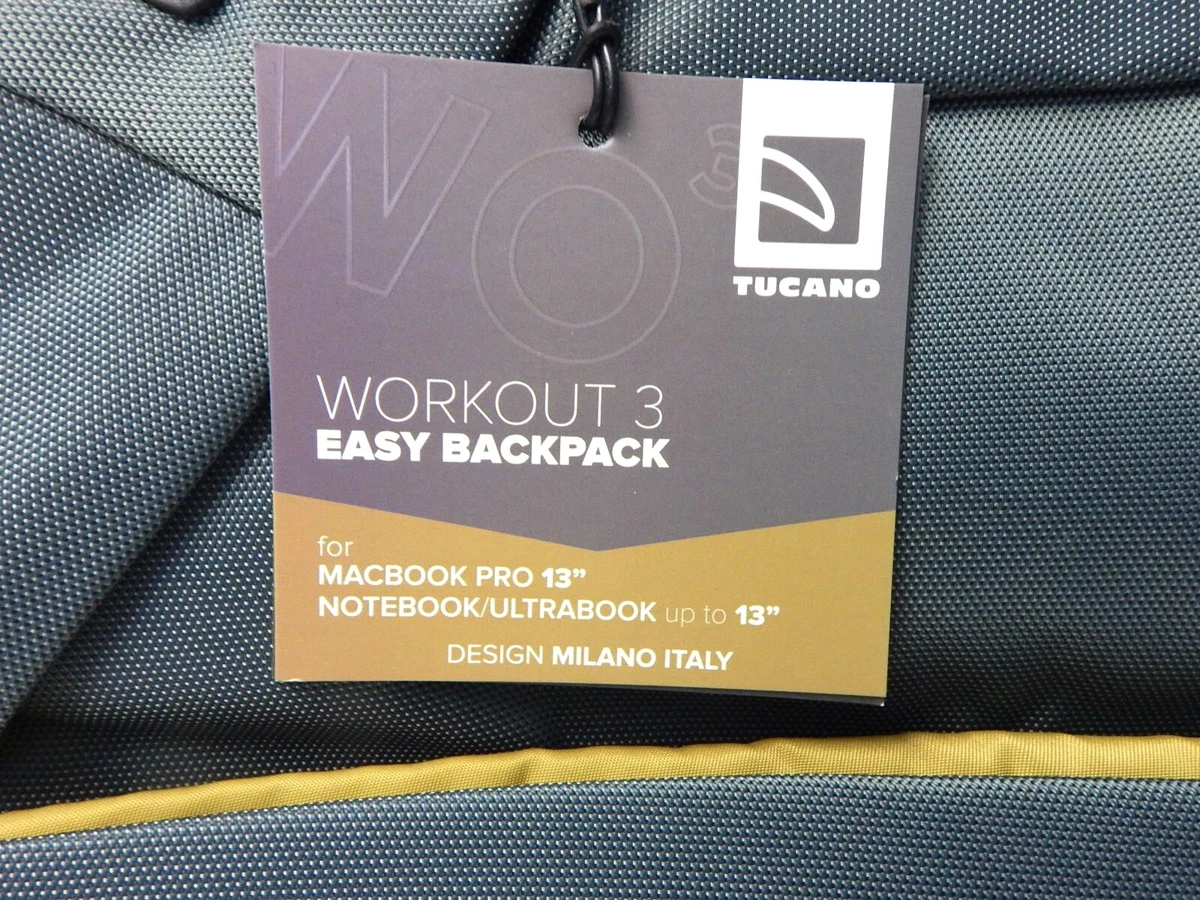 WO3
TUCANO
WORKOUT 3
EASY BACKPACK
for
MACBOOK PRO 13”
NOTEBOOK/ULTRABOOK up to 13”
DESIGN MILANO ITALY